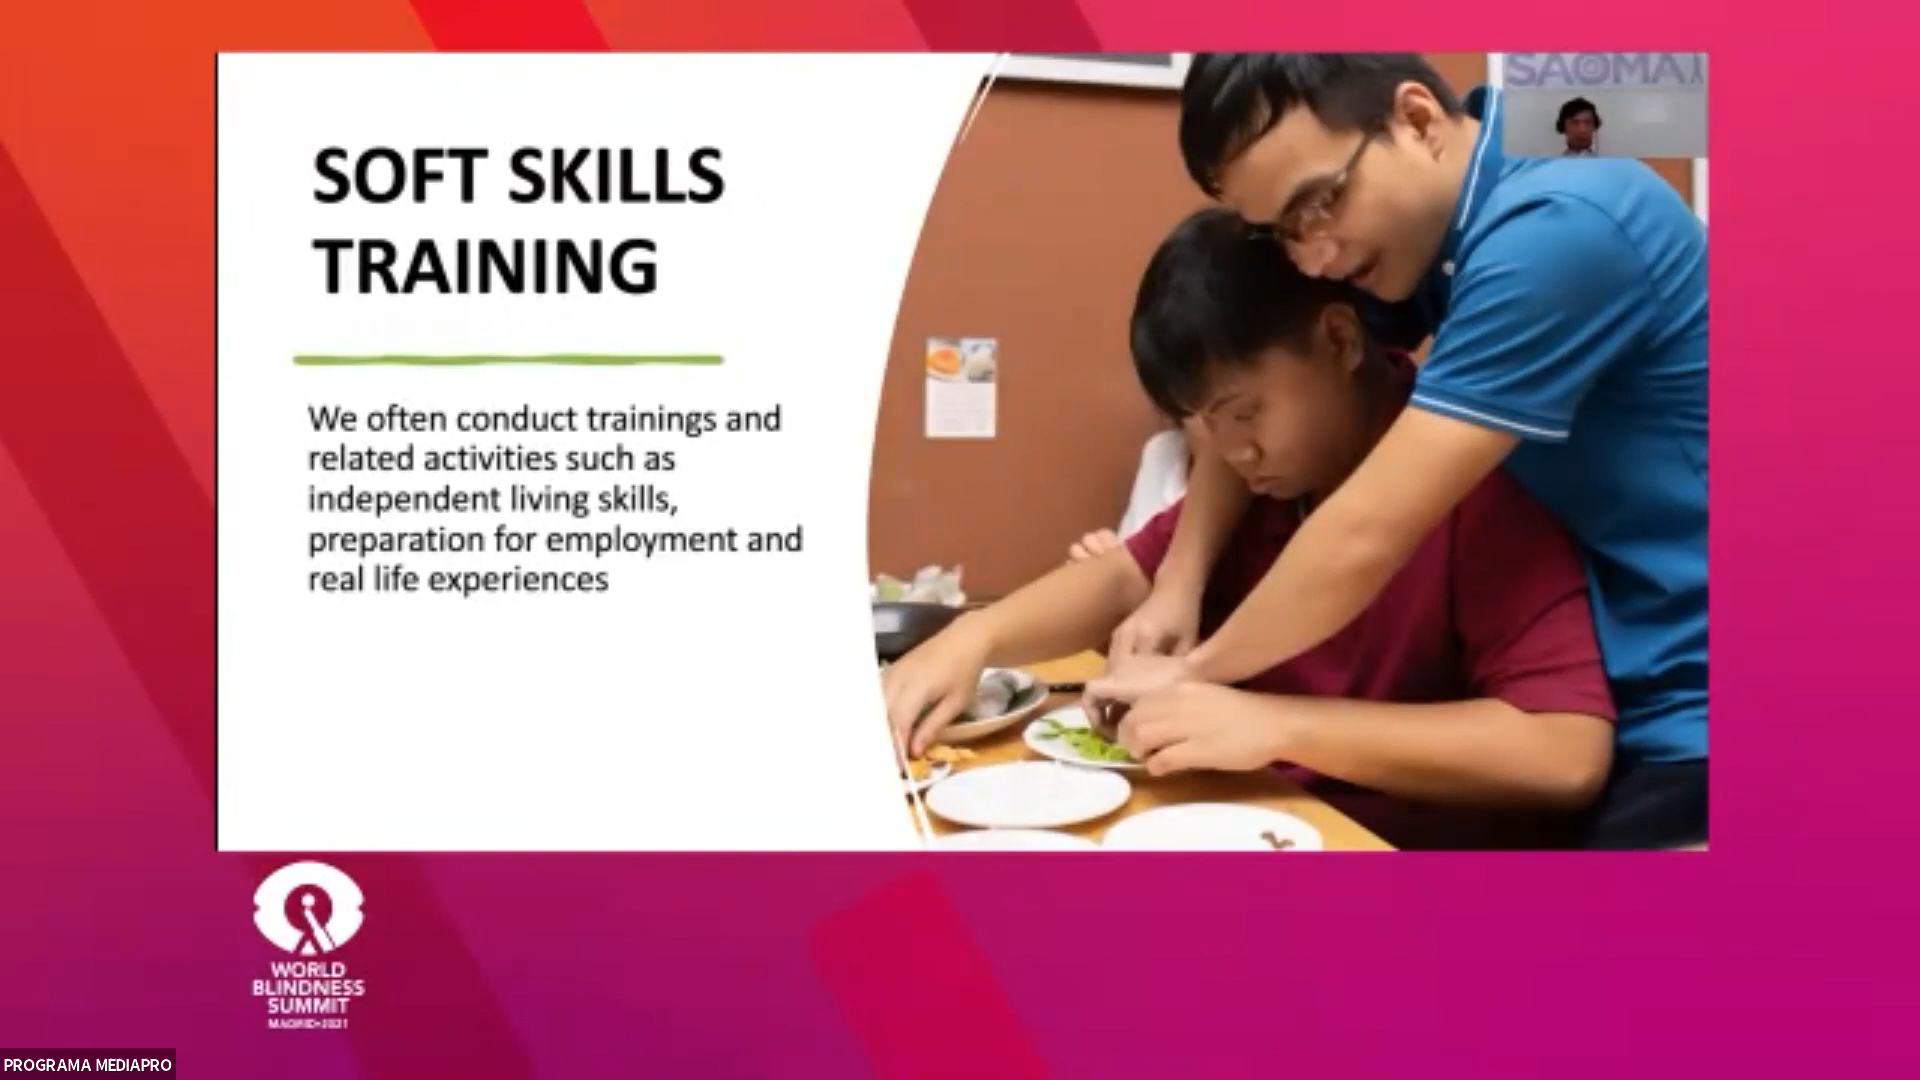 SAOMAI
SOFT SKILLS
TRAINING
We often conduct trainings and
related activities such as
independent living skills,
preparation for employment and
real life experiences
WORLD
BLINDNESS
SUMMIT
MADRID•2021
PROGRAMA MEDIAPRO